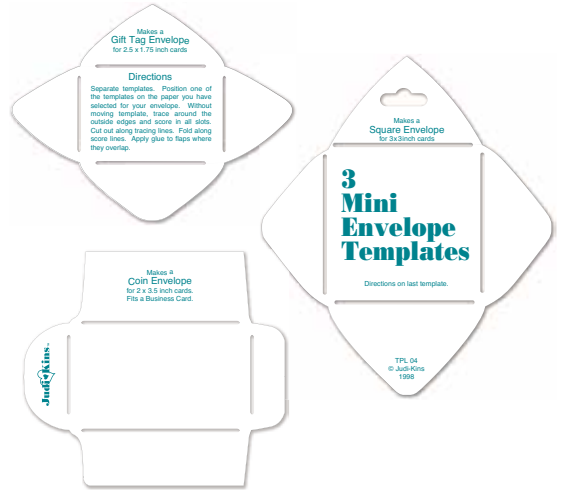 Makes a
Gift Tag Envelope
for 2.5 x 1.75 inch cards
Directions
Separate templates. Position one of
the templates on the paper you have
selected for your envelope. Without
moving template, trace around the
outside edges and score in all slots.
Cut out along tracing lines. Fold along
score lines. Apply glue to flaps where
they overlap.
Makes a
Square Envelope
for 3x3inch cards
3
Mini
Envelope
Templates
Directions on last template.
TPL 04
© Judi-Kins
1998
Makes a
Coin Envelope
for 2 x 3.5 inch cards.
Fits a Business Card.
Judi♥Kins™